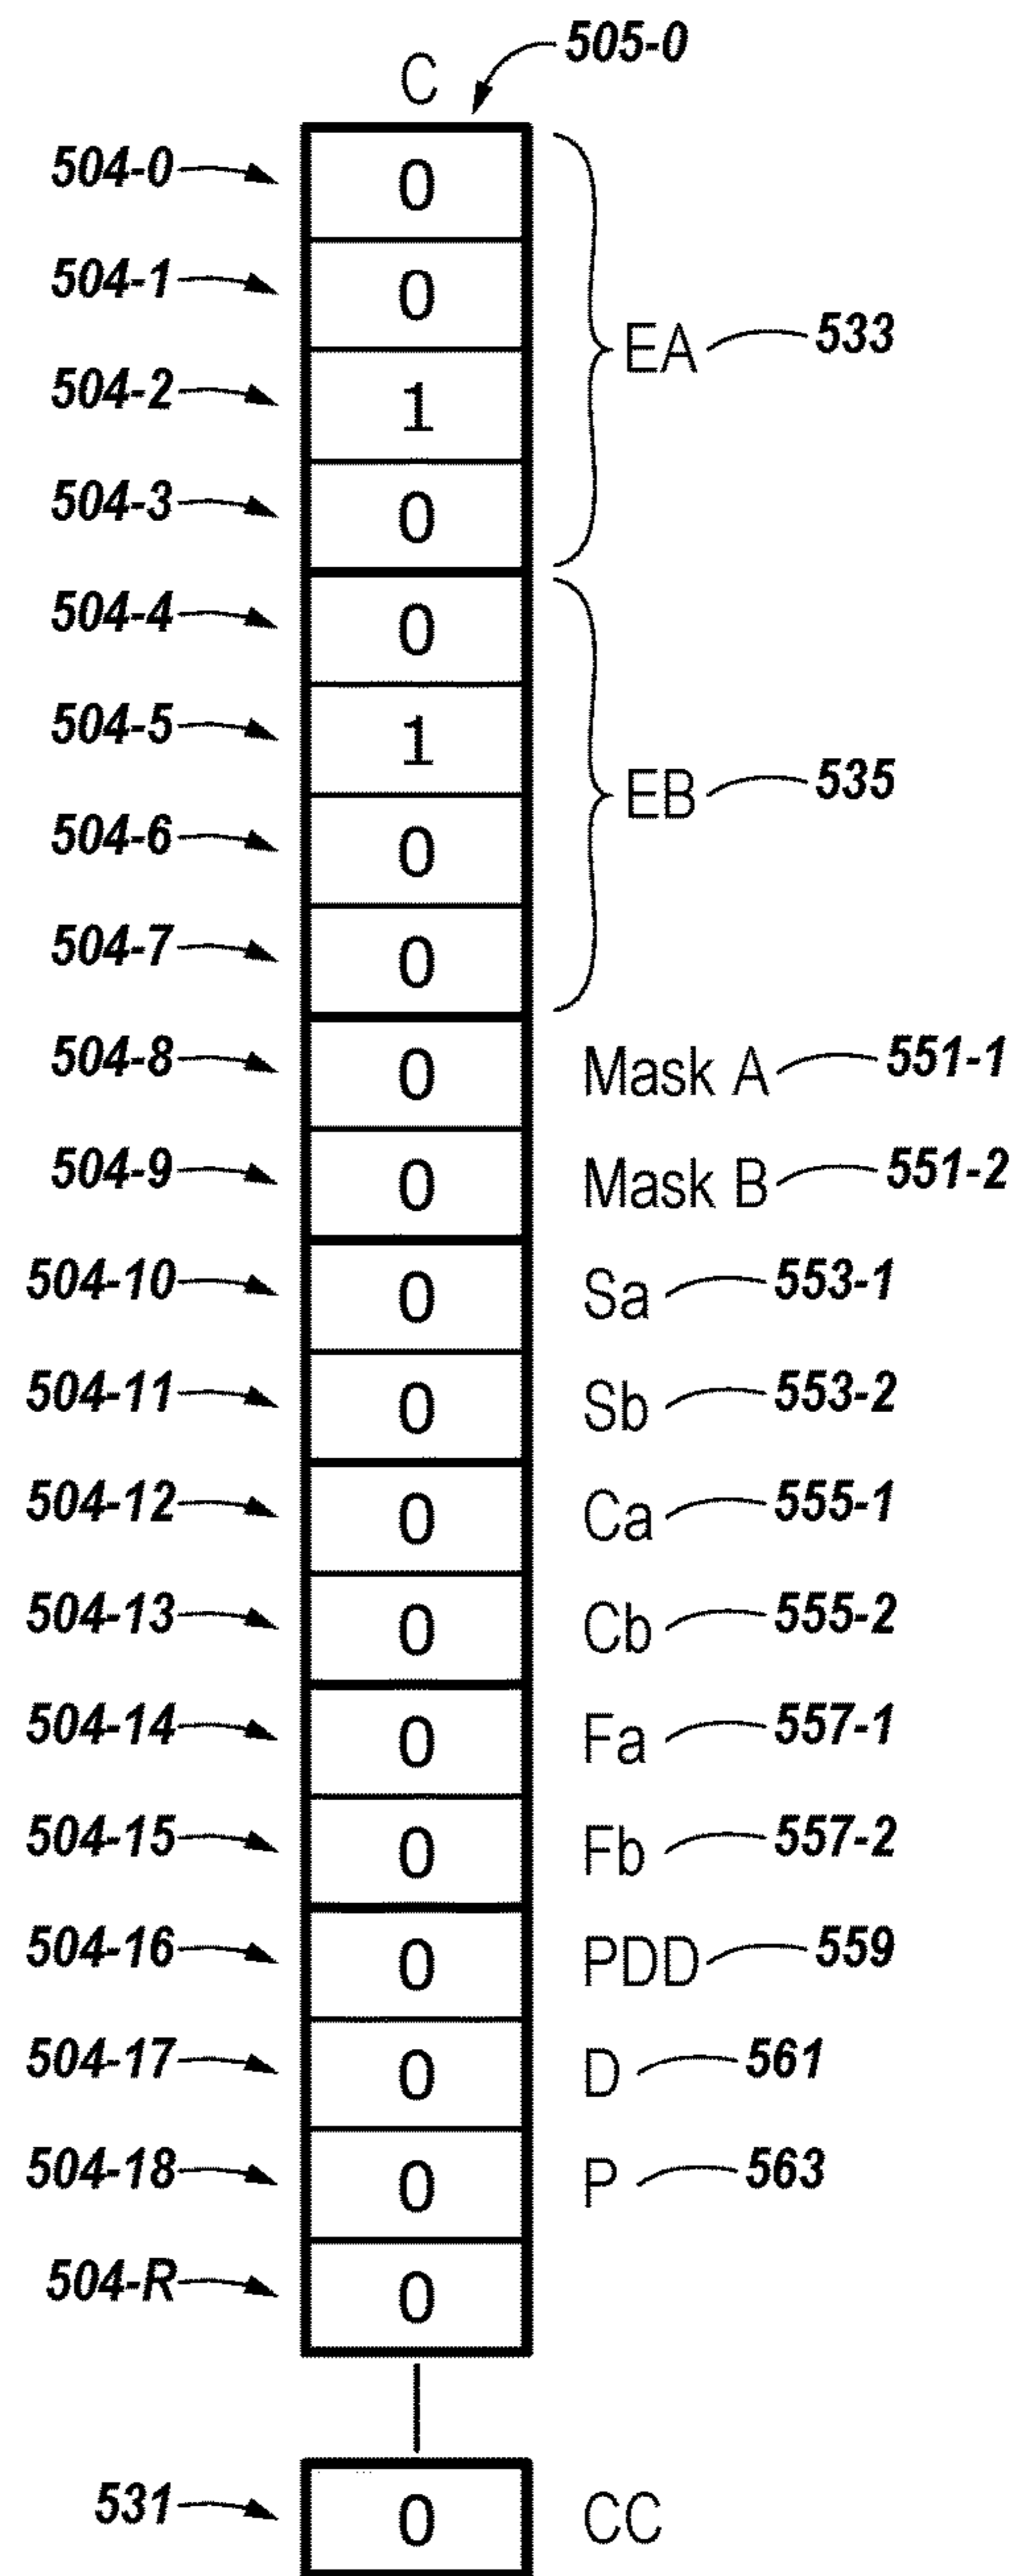 505-0
C
504-0 0
504-1 0
EA 533
504-2 1
504-3 0
504-4 0
504-5 1
EB 535
504-6 0
504-7 0
504-8 0 Mask A 551-1
504-9 0 Mask B 551-2
504-10 0 Sa 553-1
504-11 0 Sb 553-2
504-12 0 Ca 555-1
504-13 0 Cb 555-2
504-14 0 Fa 557-1
504-15 0 Fb 557-2
504-16 0 PDD 559
504-17 0 D 561
504-18 0 P 563
504-R 0
531 0 CC